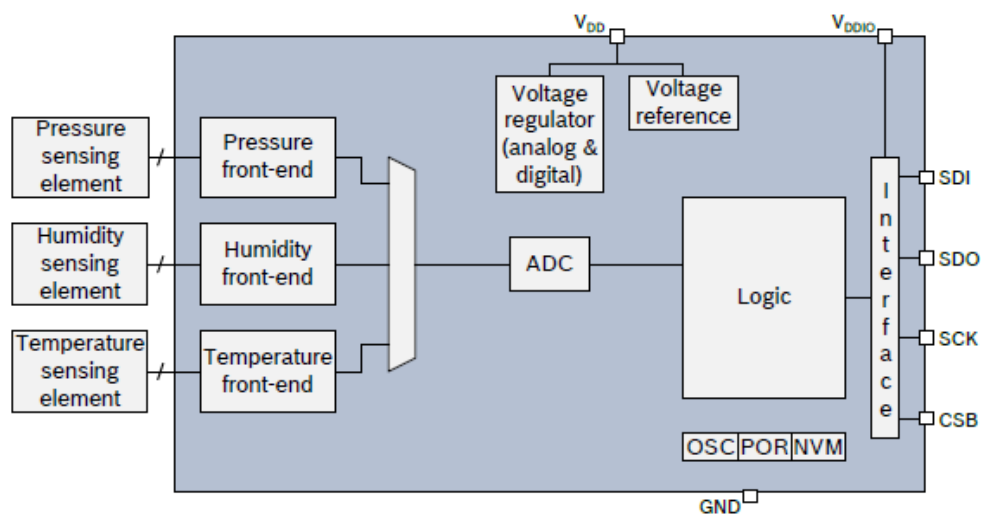 VDD
VDDIO
Voltage
regulator
(analog &
digital)
Voltage
reference
Pressure
sensing
element
Pressure
front-end
Humidity
sensing
element
Humidity
front-end
Temperature
sensing
element
Temperature
front-end
ADC
Logic
Interface
SDI
SDO
SCK
CSB
OSC POR NVM
GND